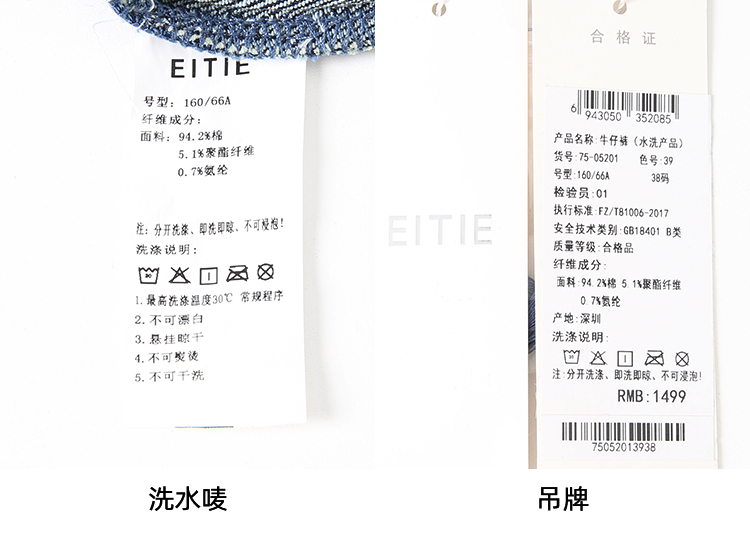 EITIE
号型: 160/66A
纤维成分:
面料: 94.2%棉
5.1%聚酯纤维
0.7%氨纶
注: 分开洗涤、即洗即晾、不可浸泡!
洗涤说明:
1.最高洗涤温度30℃ 常规程序
2.不可漂白
3.悬挂晾干
4.不可熨烫
5.不可干洗
洗水唛
EITIE
合格证
6 943050 352085
产品名称:牛仔裤（水洗产品）
货号:75-05201 色号:39
号型:160/66A 38码
检验员:01
执行标准:FZ/T81006-2017
安全技术类别:GB18401 B类
质量等级:合格品
纤维成分:
面料:94.2%棉 5.1%聚酯纤维
0.7%氨纶
产地:深圳
洗涤说明:
注:分开洗涤、即洗即晾、不可浸泡!
RMB:1499
75052013938
吊牌